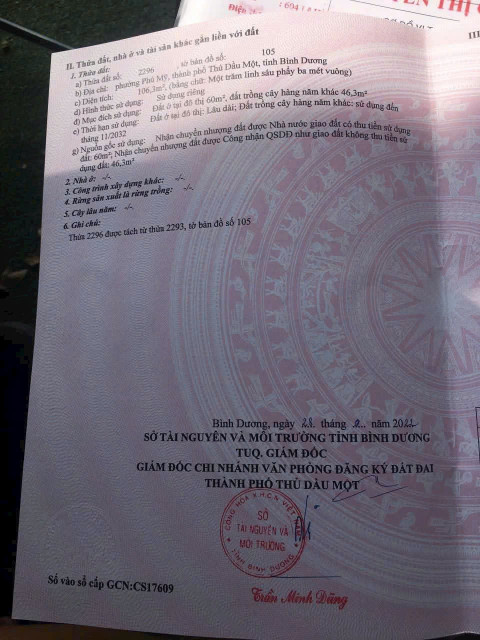 II. Thửa đất, nhà ở và tài sản khác gắn liền với đất
1. Thửa đất:
a) Thửa đất số: 2296 , tờ bản đồ số: 105
b) Địa chỉ: phường Phú Mỹ, thành phố Thủ Dầu Một, tỉnh Bình Dương
c) Diện tích: 106,3m², (bằng chữ: Một trăm linh sáu phẩy ba mét vuông)
d) Hình thức sử dụng: Sử dụng riêng
đ) Mục đích sử dụng: Đất ở tại đô thị 60m², đất trồng cây hàng năm khác 46,3m²
e) Thời hạn sử dụng: Đất ở tại đô thị: Lâu dài; Đất trồng cây hàng năm khác: sử dụng đến
tháng 11/2032
g) Nguồn gốc sử dụng: Nhận chuyển nhượng đất được Nhà nước giao đất có thu tiền sử dụng
đất: 60m²; Nhận chuyển nhượng đất được Công nhận QSDĐ như giao đất không thu tiền sử
dụng đất: 46,3m²
2. Nhà ở: -/-
3. Công trình xây dựng khác: -/-
4. Rừng sản xuất là rừng trồng: -/-
5. Cây lâu năm: -/-
6. Ghi chú:
Thửa 2296 được tách từ thửa 2293, tờ bản đồ số 105
III
Bình Dương, ngày 28 tháng 2 năm 2022
SỞ TÀI NGUYÊN VÀ MÔI TRƯỜNG TỈNH BÌNH DƯƠNG
TUQ. GIÁM ĐỐC
GIÁM ĐỐC CHI NHÁNH VĂN PHÒNG ĐĂNG KÝ ĐẤT ĐAI
THÀNH PHỐ THỦ DẦU MỘT
CỘNG HÒA X.H.C.N VIỆT NAM
SỞ
TÀI NGUYÊN VÀ
MÔI TRƯỜNG
TỈNH BÌNH DƯƠNG
Số vào sổ cấp GCN:CS17609
Trần Minh Dũng